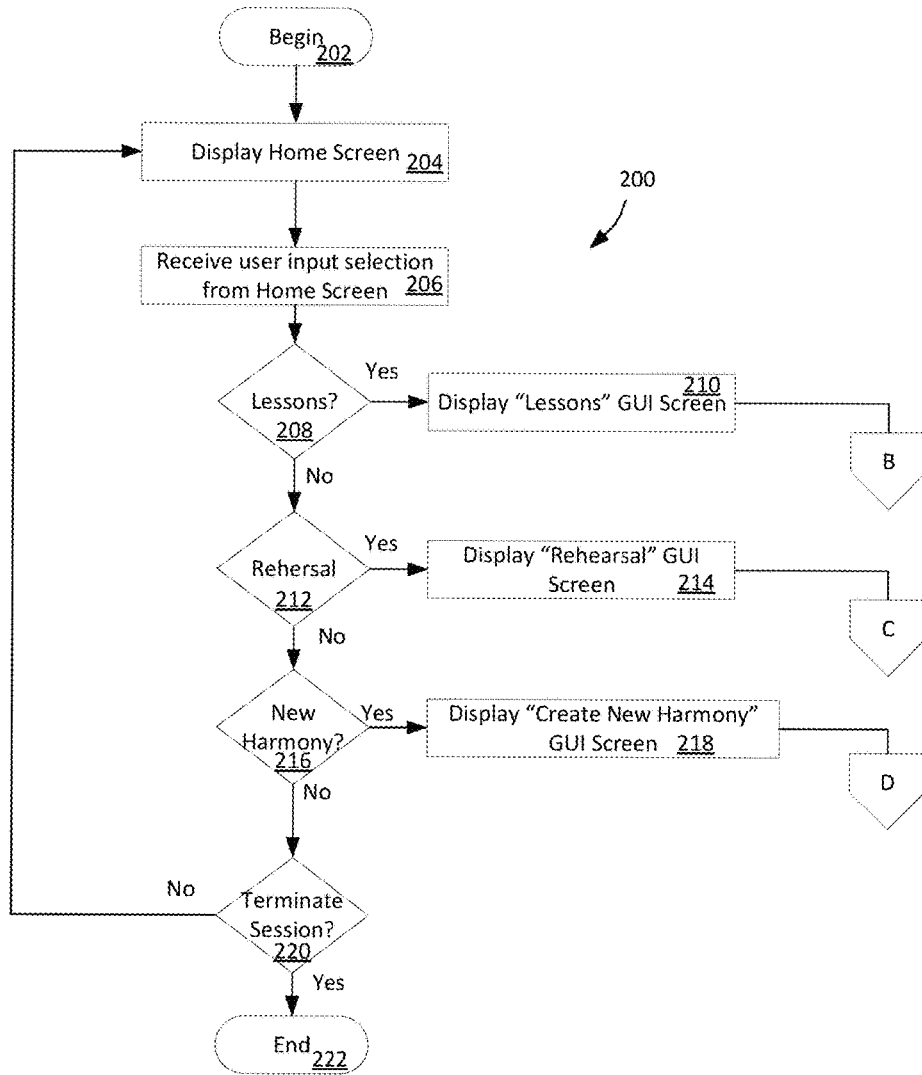 Begin
202
Display Home Screen
204
200
Receive user input selection
from Home Screen
206
Lessons?
208
Yes
210
Display “Lessons” GUI Screen
B
No
Rehersal
212
Yes
Display “Rehearsal” GUI
Screen
214
C
No
New
Harmony?
216
Yes
Display “Create New Harmony”
GUI Screen
218
D
No
Terminate
Session?
220
No
Yes
End
222